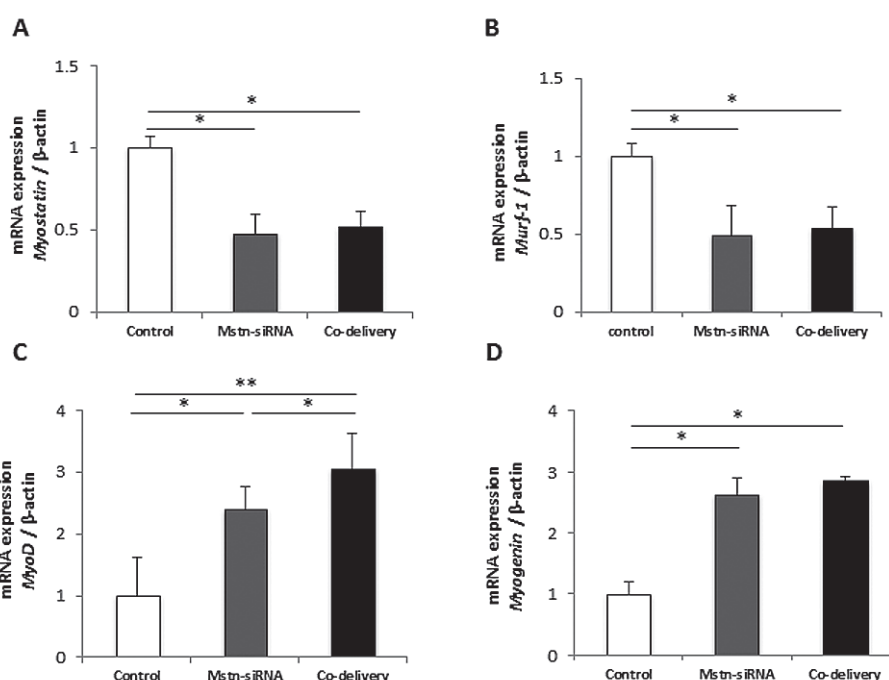 A
mRNA expression
Myostatin / β-actin
1.5
1
0.5
0
*
*
Control Mstn-siRNA Co-delivery
B
mRNA expression
Murf-1 / β-actin
1.5
1
0.5
0
*
*
control Mstn-siRNA Co-delivery
C
mRNA expression
MyoD / β-actin
4
3
2
1
0
**
* *
Control Mstn-siRNA Co-delivery
D
mRNA expression
Myogenin / β-actin
4
3
2
1
0
*
*
Control Mstn-siRNA Co-delivery